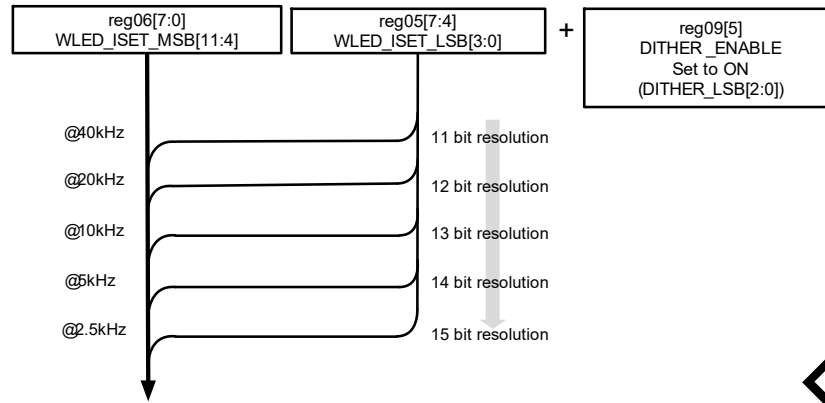 reg06[7:0]
WLED_ISET_MSB[11:4]
reg05[7:4]
WLED_ISET_LSB[3:0]
+
reg09[5]
DITHER_ENABLE
Set to ON
(DITHER_LSB[2:0])
@40kHz
11 bit resolution
@20kHz
12 bit resolution
@10kHz
13 bit resolution
@5kHz
14 bit resolution
@2.5kHz
15 bit resolution